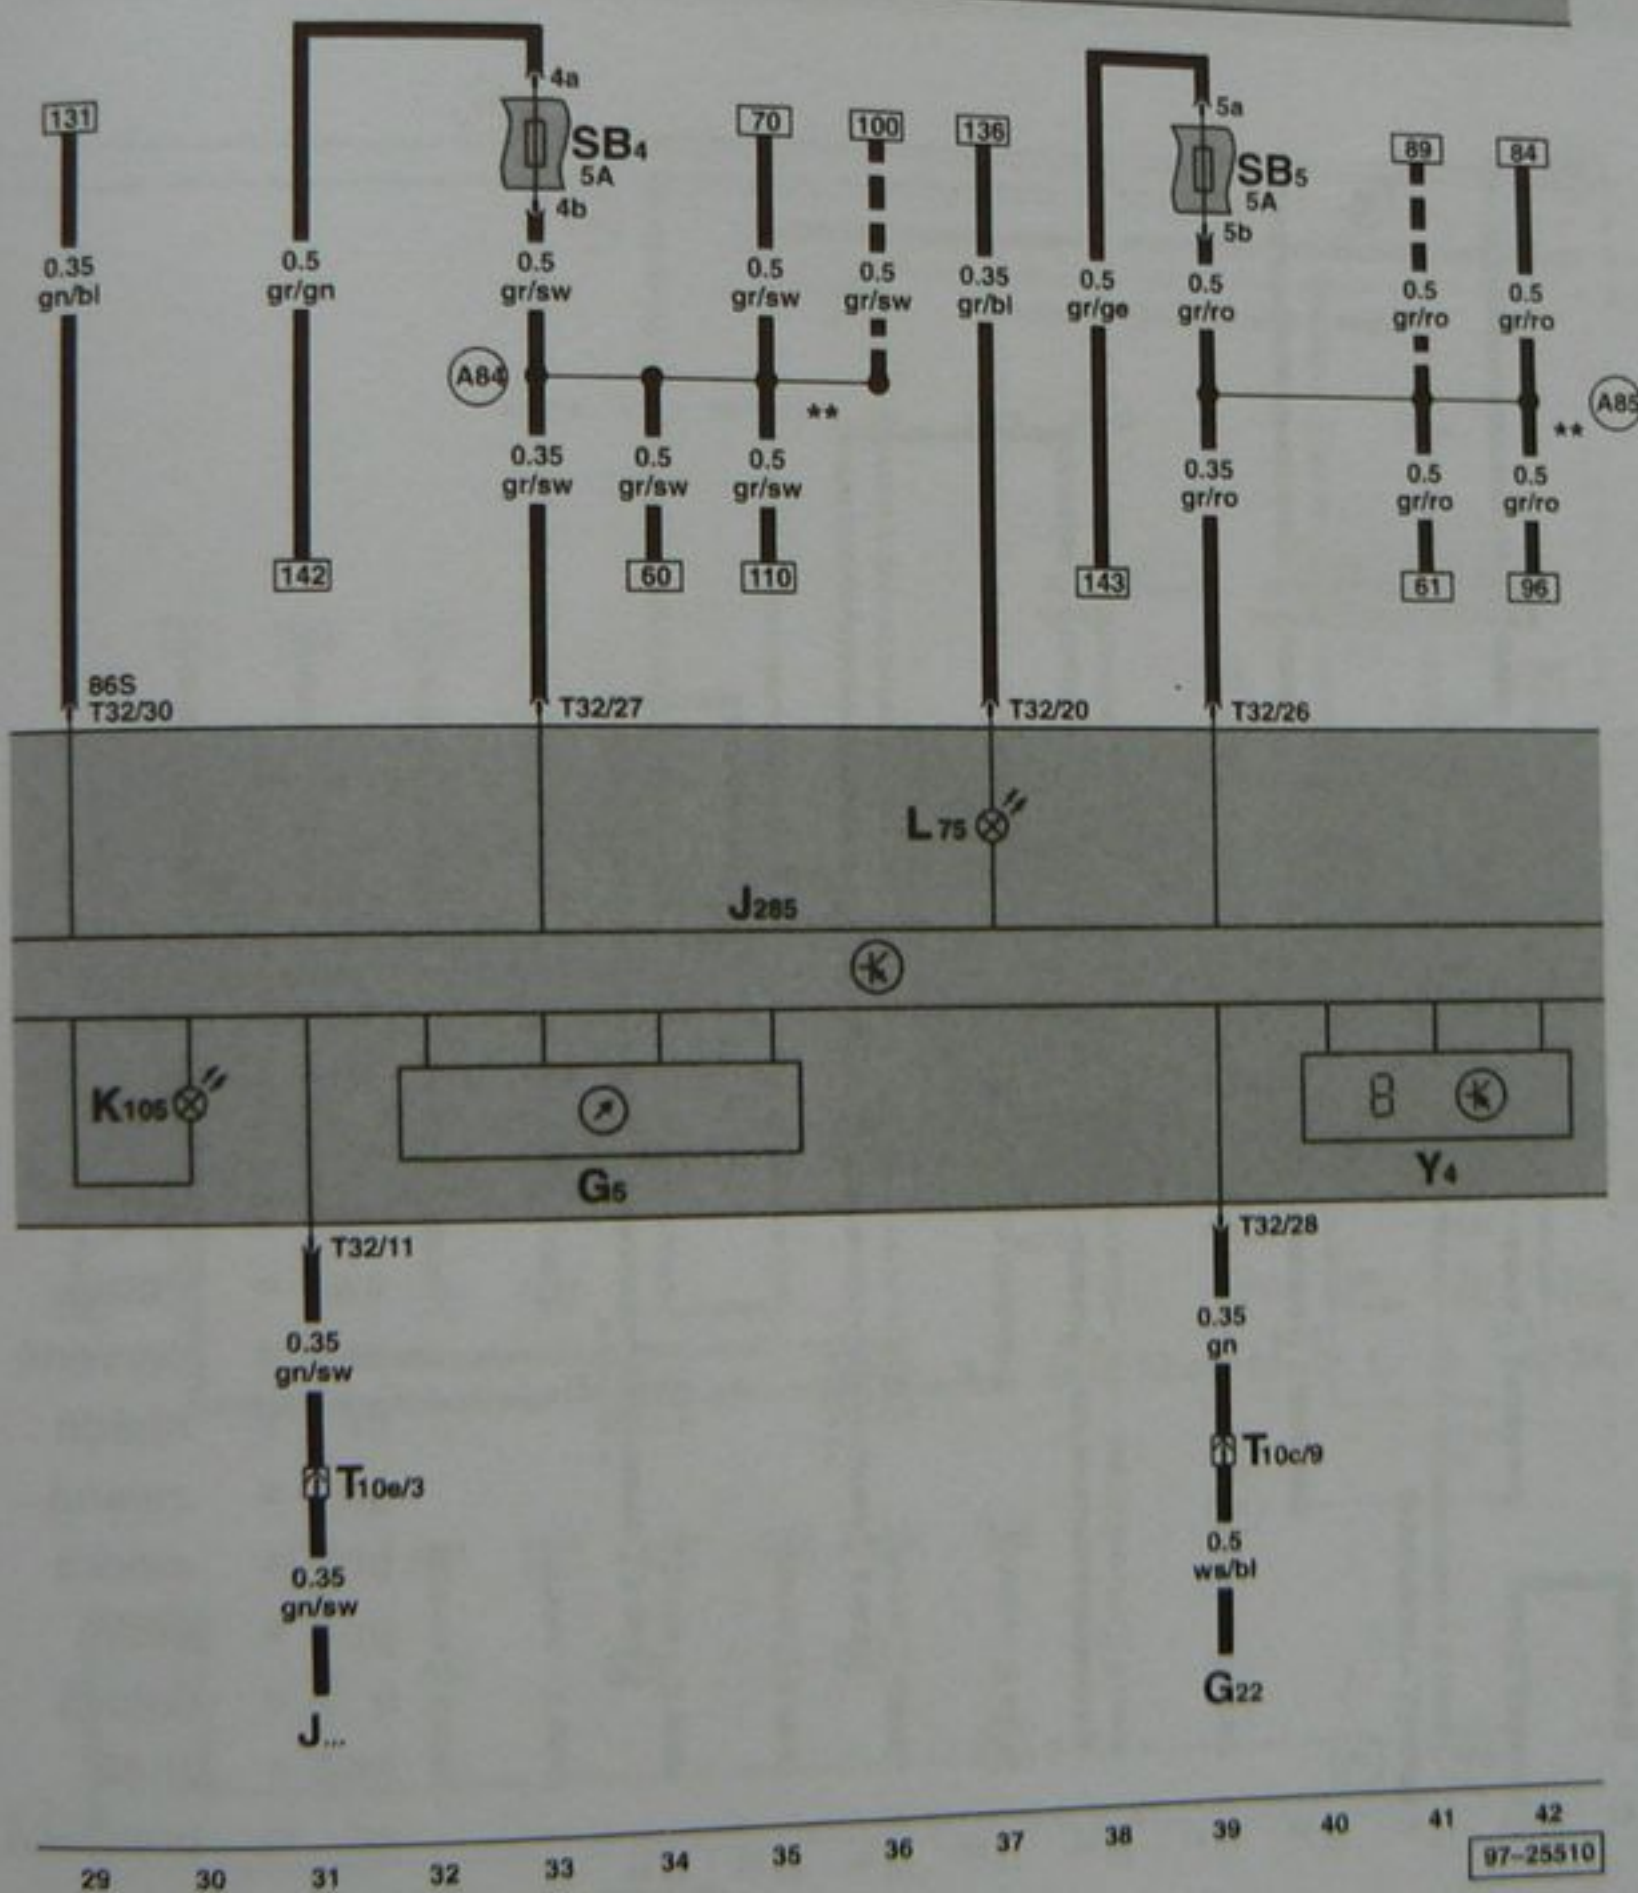 4a
5a
131
SB4
5A
70
100
136
SB5
5A
89
84
4b
5b
0.35
gn/bl
0.5
gr/gn
0.5
gr/sw
0.5
gr/sw
0.5
gr/sw
0.35
gr/bl
0.5
gr/ge
0.5
gr/ro
0.5
gr/ro
0.5
gr/ro
A84
**
A85
**
0.35
gr/sw
0.5
gr/sw
0.5
gr/sw
0.35
gr/ro
0.5
gr/ro
0.5
gr/ro
142
60
110
143
61
96
86S
T32/30
T32/27
T32/20
T32/26
L75
J285
K
K105
G5
8
K
Y4
T32/11
T32/28
0.35
gn/sw
0.35
gn
T10e/3
T10c/9
0.35
gn/sw
0.5
ws/bl
J...
G22
29 30 31 32 33 34 35 36 37 38 39 40 41 42
97-25510